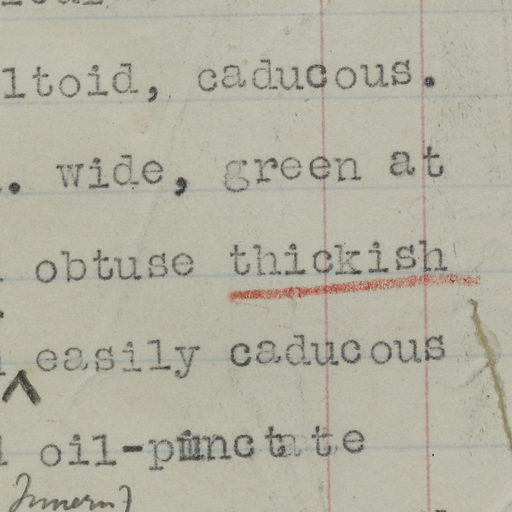 ltoid, caducous.
. wide, green at
obtuse thickish
easily caducous
oil-punctate